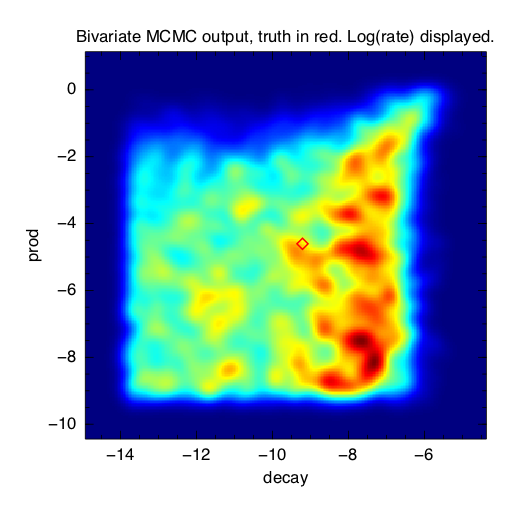 Bivariate MCMC output, truth in red. Log(rate) displayed.
0
−2
−4
−6
−8
−10
prod
−14 −12 −10 −8 −6
decay